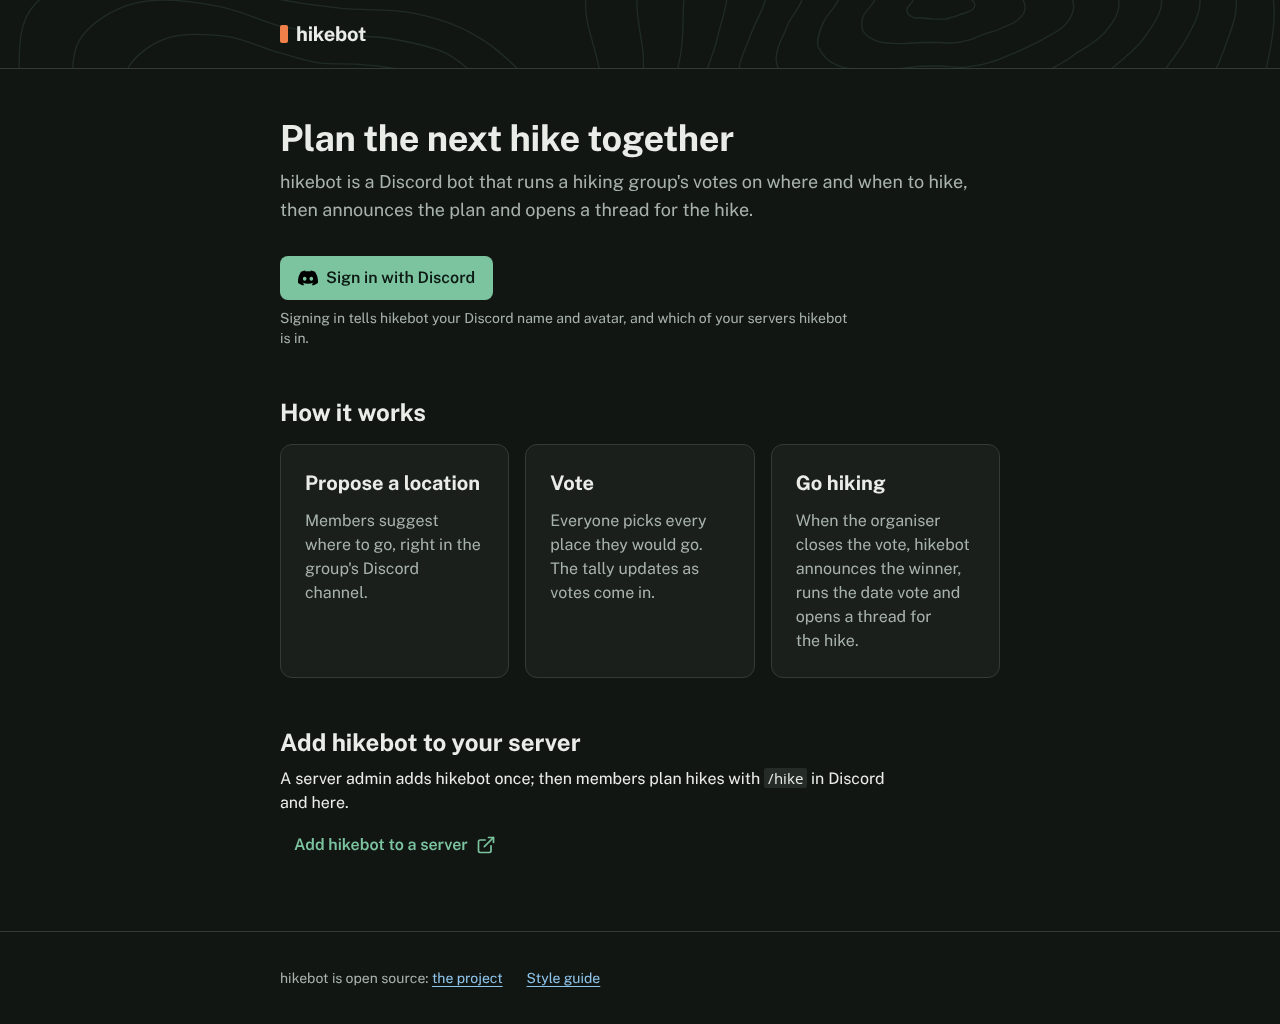 hikebot
Plan the next hike together
hikebot is a Discord bot that runs a hiking group's votes on where and when to hike,
then announces the plan and opens a thread for the hike.
Sign in with Discord
Signing in tells hikebot your Discord name and avatar, and which of your servers hikebot
is in.
How it works
Propose a location
Members suggest
where to go, right in the
group's Discord
channel.
Vote
Everyone picks every
place they would go.
The tally updates as
votes come in.
Go hiking
When the organiser
closes the vote, hikebot
announces the winner,
runs the date vote and
opens a thread for
the hike.
Add hikebot to your server
A server admin adds hikebot once; then members plan hikes with /hike in Discord
and here.
Add hikebot to a server
hikebot is open source: the project Style guide